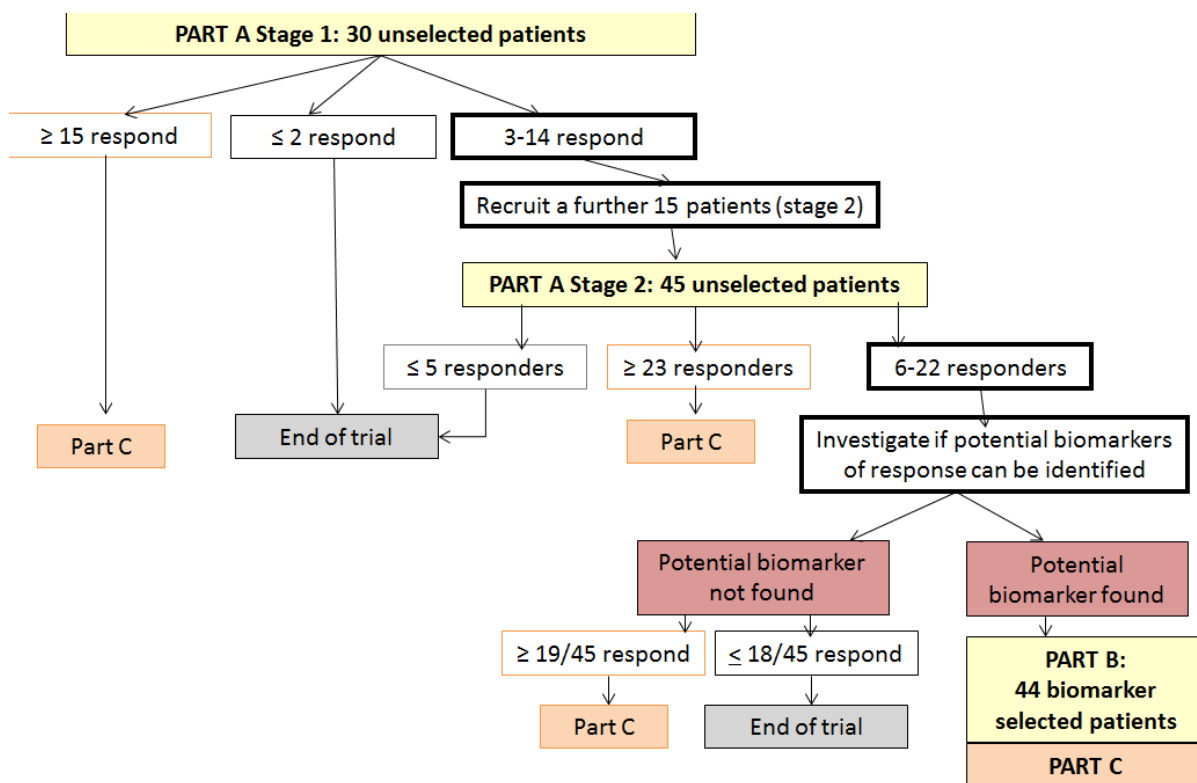 PART A Stage 1: 30 unselected patients
≥ 15 respond
≤ 2 respond
3-14 respond
Recruit a further 15 patients (stage 2)
PART A Stage 2: 45 unselected patients
≤ 5 responders
≥ 23 responders
6-22 responders
Part C
End of trial
Part C
Investigate if potential biomarkers
of response can be identified
Potential biomarker
not found
Potential
biomarker found
≥ 19/45 respond
≤ 18/45 respond
PART B:
44 biomarker
selected patients
Part C
End of trial
PART C